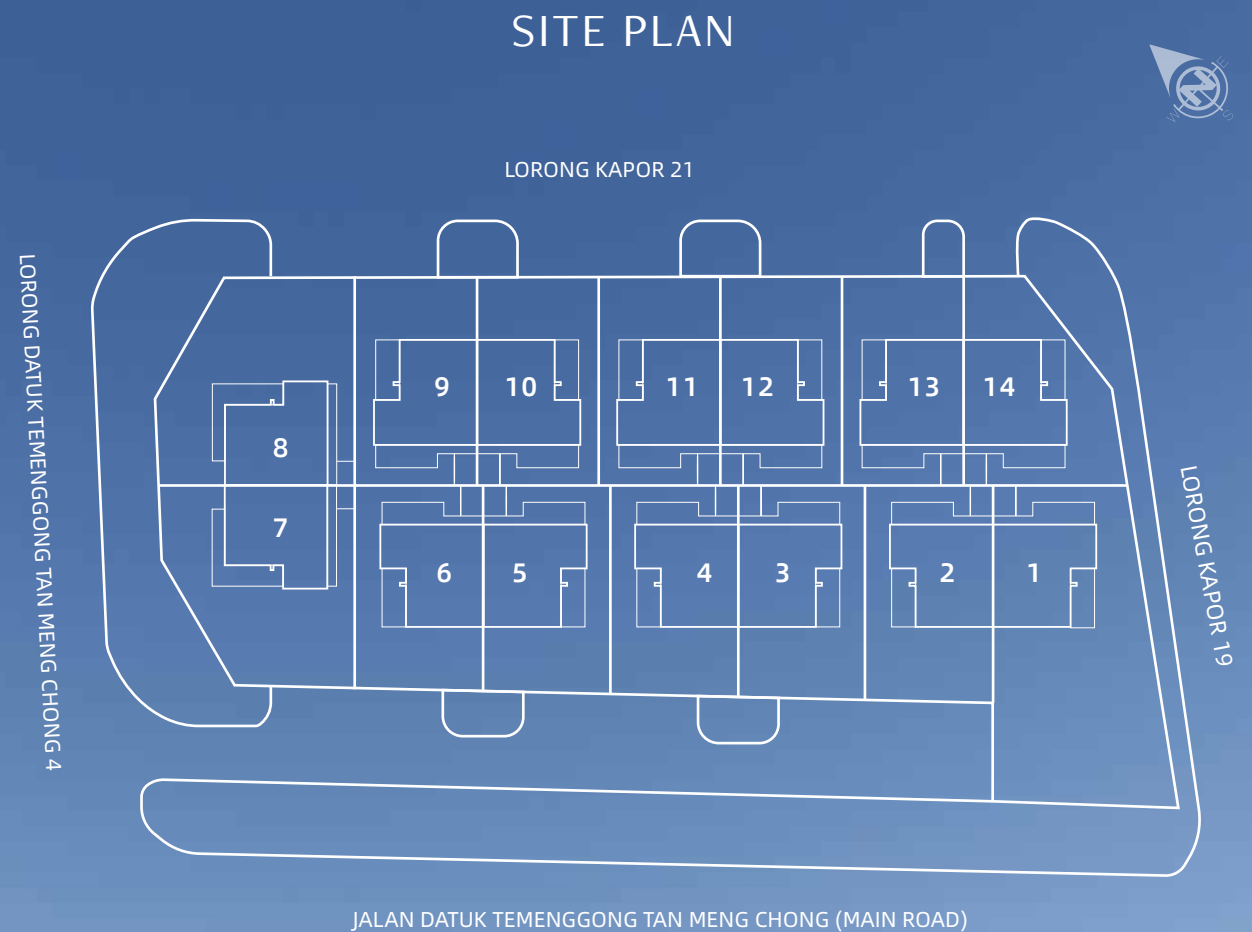 SITE PLAN
N
E
W
S
LORONG KAPOR 21
LORONG DATUK TEMENGGONG TAN MENG CHONG 4
9
10
11
12
13
14
8
7
6
5
4
3
2
1
LORONG KAPOR 19
JALAN DATUK TEMENGGONG TAN MENG CHONG (MAIN ROAD)